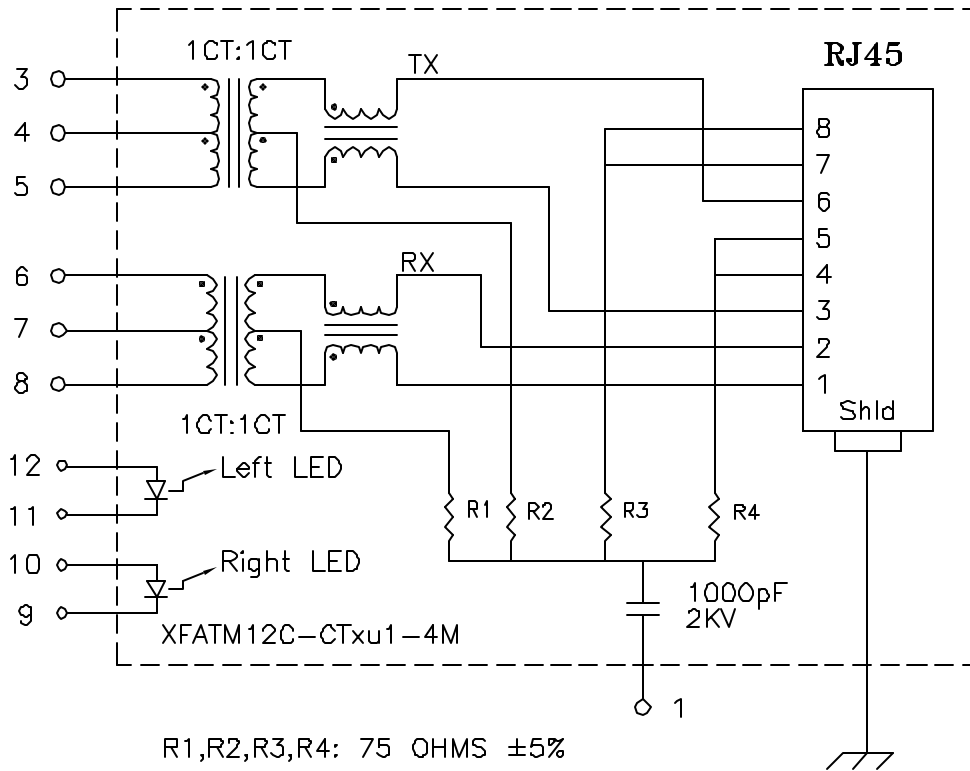 1CT:1CT
RJ45
3
TX
4
8
7
5
6
5
RX
6
4
3
7
2
8
1
Shld
1CT:1CT
12
Left LED
11
R1
R2
R3
R4
10
Right LED
1000pF
2KV
9
XFATM12C-CTxu1-4M
1
R1,R2,R3,R4: 75 OHMS ±5%